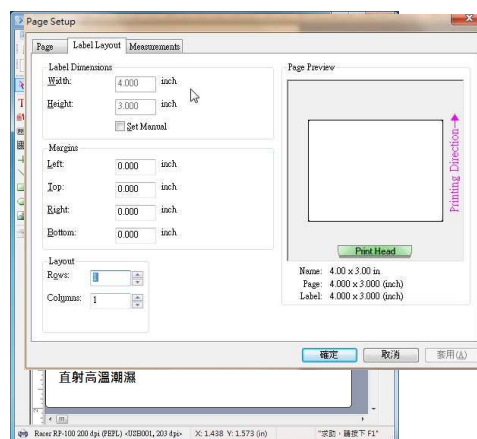 Page Setup
Page
Label Layout
Measurements
Label Dimensions
Width: 4.000 inch
Height: 3.000 inch
Set Manual
Margins
Left: 0.000 inch
Top: 0.000 inch
Right: 0.000 inch
Bottom: 0.000 inch
Layout
Rows: 1
Columns: 1
Page Preview
Printing Direction
Print Head
Name: 4.00 x 3.00 in
Page: 4.000 x 3.000 (inch)
Label: 4.000 x 3.000 (inch)
確定
取消
套用(A)
直射高溫潮濕
Racer RP-100 200 dpi (PEPL) <USB001, 203 dpi>
X: 1.438 Y: 1.573 (in)
"求助，請按下 F1"